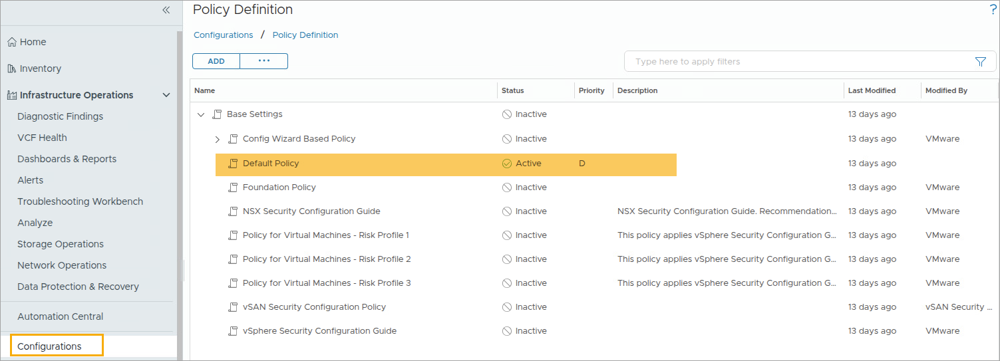 Policy Definition
?
Configurations / Policy Definition
ADD ...
Type here to apply filters
Home
Inventory
Infrastructure Operations
Diagnostic Findings
VCF Health
Dashboards & Reports
Alerts
Troubleshooting Workbench
Analyze
Storage Operations
Network Operations
Data Protection & Recovery
Automation Central
Configurations
Name Status Priority Description Last Modified Modified By
Base Settings Inactive 13 days ago
Config Wizard Based Policy Inactive 13 days ago VMware
Default Policy Active D 13 days ago
Foundation Policy Inactive 13 days ago VMware
NSX Security Configuration Guide Inactive NSX Security Configuration Guide. Recommendation... 13 days ago VMware
Policy for Virtual Machines - Risk Profile 1 Inactive This policy applies vSphere Security Configuration G... 13 days ago VMware
Policy for Virtual Machines - Risk Profile 2 Inactive This policy applies vSphere Security Configuration G... 13 days ago VMware
Policy for Virtual Machines - Risk Profile 3 Inactive This policy applies vSphere Security Configuration G... 13 days ago VMware
vSAN Security Configuration Policy Inactive 13 days ago vSAN Security ...
vSphere Security Configuration Guide Inactive 13 days ago VMware